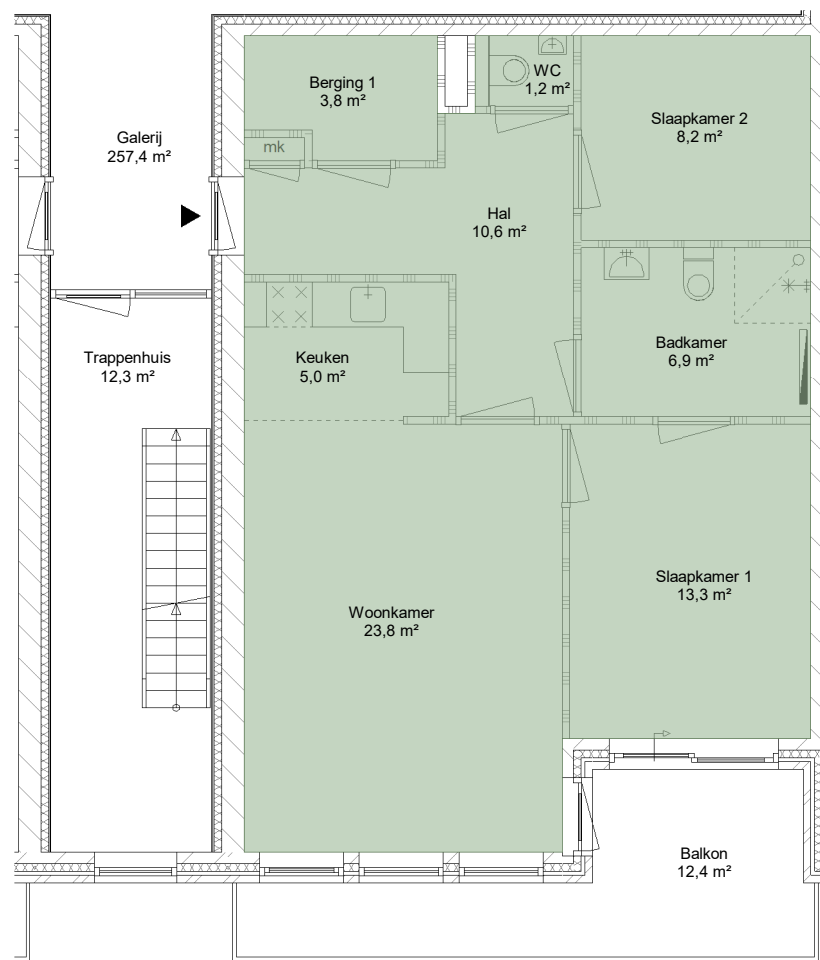 Berging 1
3,8 m²
WC
1,2 m²
Slaapkamer 2
8,2 m²
Galerij
257,4 m²
mk
Hal
10,6 m²
Trappenhuis
12,3 m²
Keuken
5,0 m²
Badkamer
6,9 m²
Slaapkamer 1
13,3 m²
Woonkamer
23,8 m²
Balkon
12,4 m²